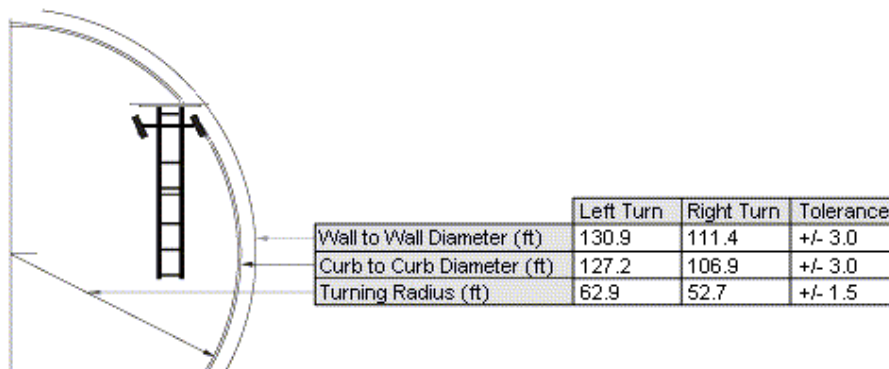 Left Turn Right Turn Tolerance
Wall to Wall Diameter (ft) 130.9 111.4 +/- 3.0
Curb to Curb Diameter (ft) 127.2 106.9 +/- 3.0
Turning Radius (ft) 62.9 52.7 +/- 1.5